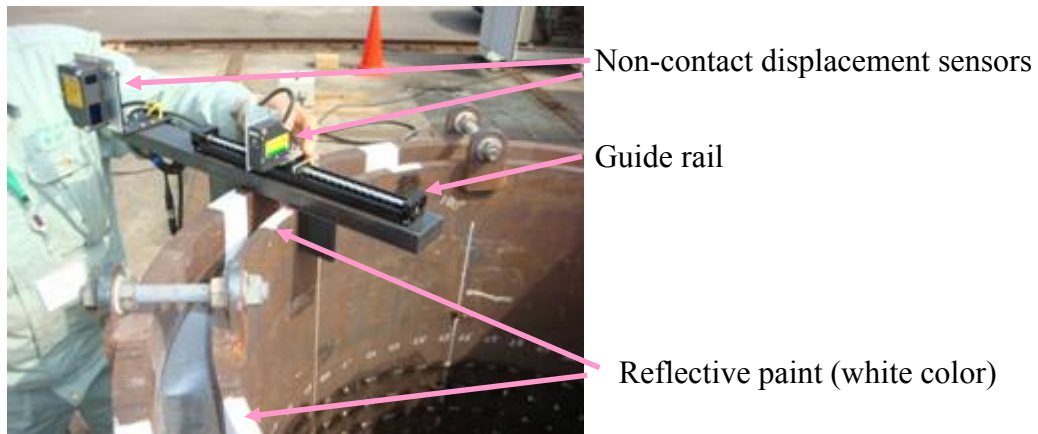 Non-contact displacement sensors
Guide rail
Reflective paint (white color)